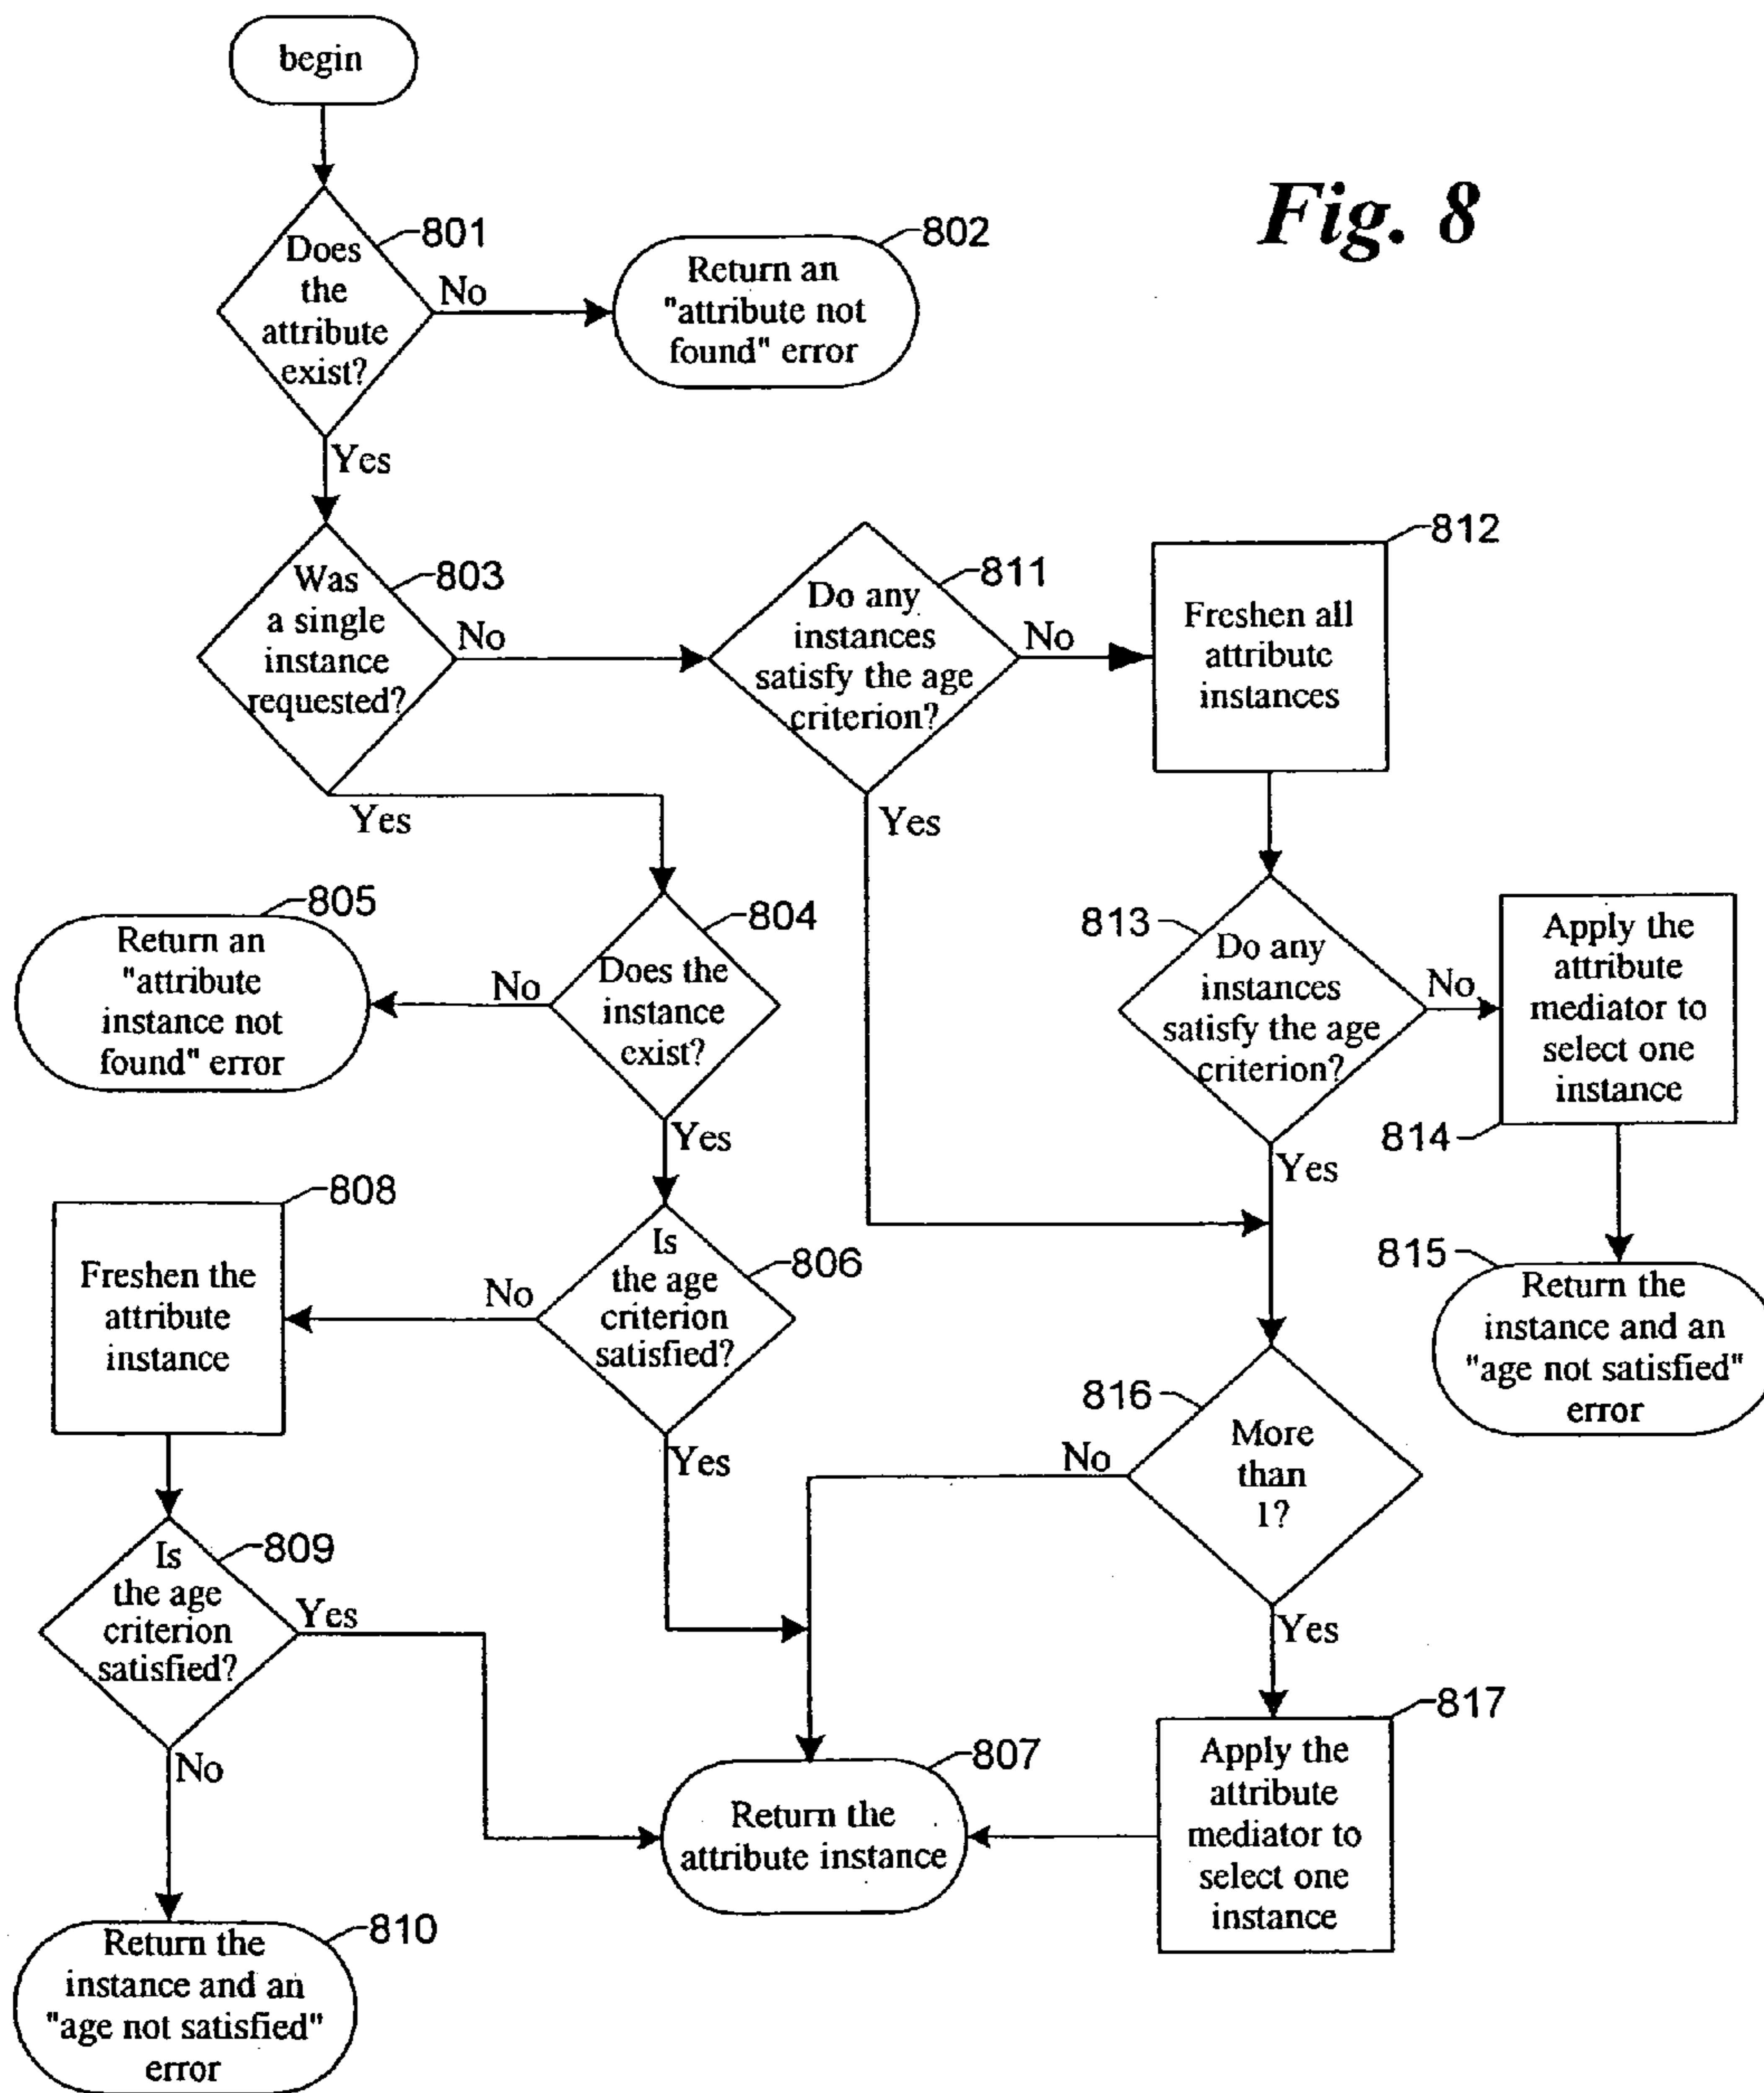 begin
Fig. 8
801
Does
the
attribute
exist?
No
802
Return an
"attribute not
found" error
Yes
803
Was
a single
instance
requested?
No
811
Do any
instances
satisfy the age
criterion?
No
812
Freshen all
attribute
instances
Yes
Yes
805
Return an
"attribute
instance not
found" error
804
Does the
instance
exist?
No
Yes
813
Do any
instances
satisfy the age
criterion?
No
Yes
Apply the
attribute
mediator to
select one
instance
814
808
Freshen the
attribute
instance
806
Is
the age
criterion
satisfied?
No
Yes
815
Return the
instance and an
"age not satisfied"
error
816
More
than
1?
No
Yes
809
Is
the age
criterion
satisfied?
Yes
No
807
Return the
attribute instance
817
Apply the
attribute
mediator to
select one
instance
810
Return the
instance and an
"age not satisfied"
error